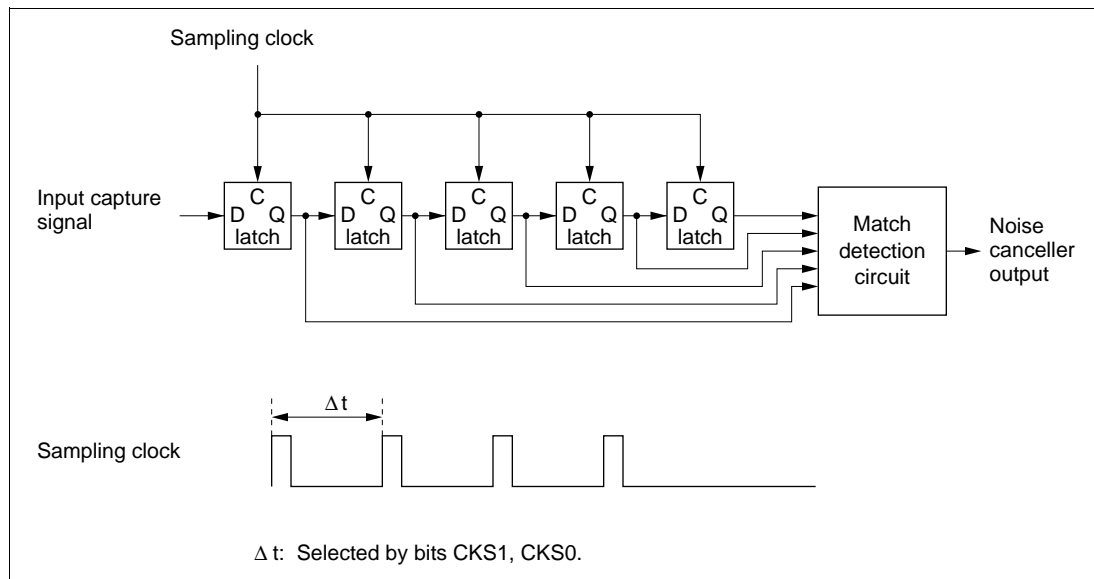 Sampling clock
Input capture
signal
D C Q
latch
D C Q
latch
D C Q
latch
D C Q
latch
D C Q
latch
Match
detection
circuit
Noise
canceller
output
Δ t
Sampling clock
Δ t: Selected by bits CKS1, CKS0.